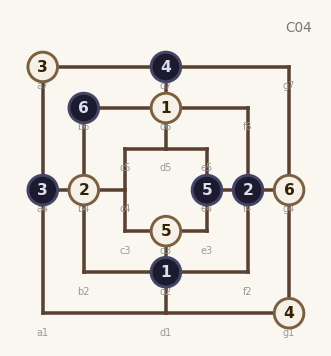 C04
3 4
a7 d7 g7
6 1
b6 d6 f6
c5 d5 e5
3 2 5 2 6
a4 b4 c4 e4 f4 g4
5
c3 d3 e3
1
b2 d2 f2
4
a1 d1 g1